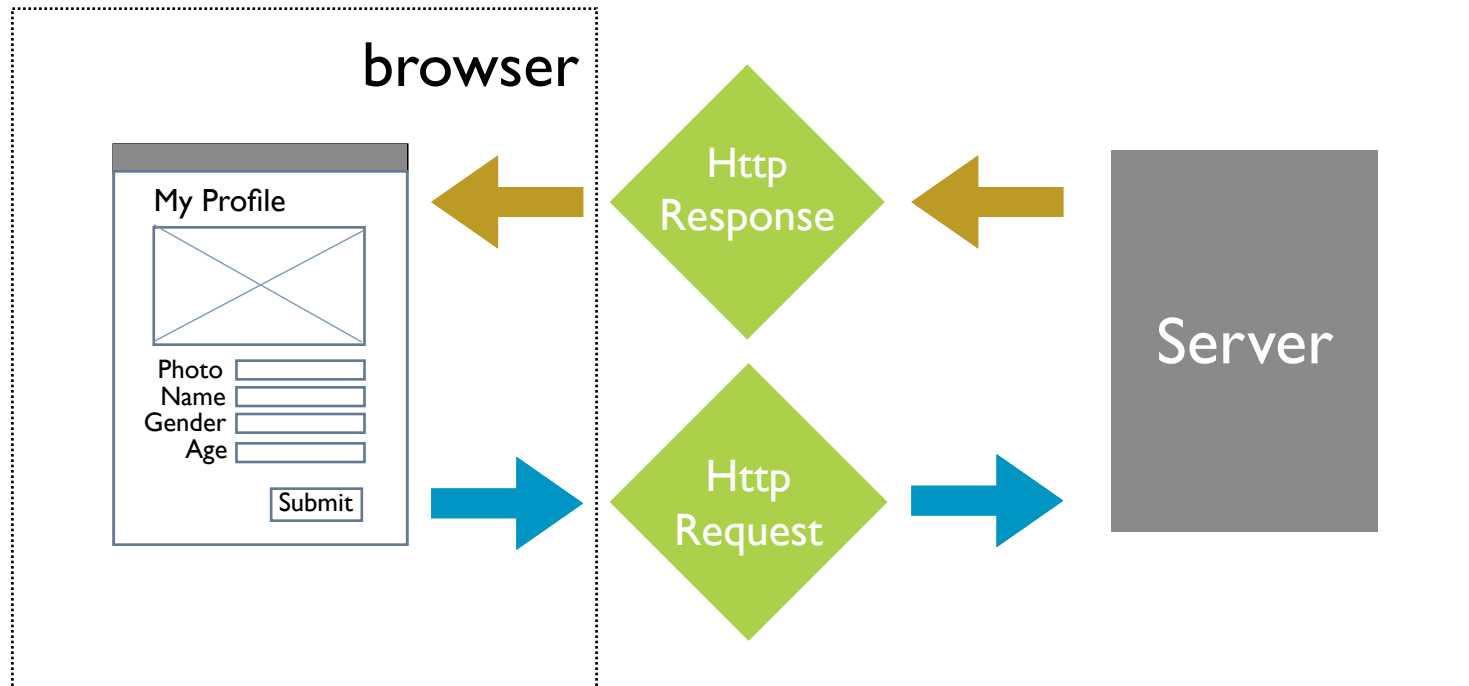 browser
My Profile
Photo
Name
Gender
Age
Submit
Http
Response
Http
Request
Server